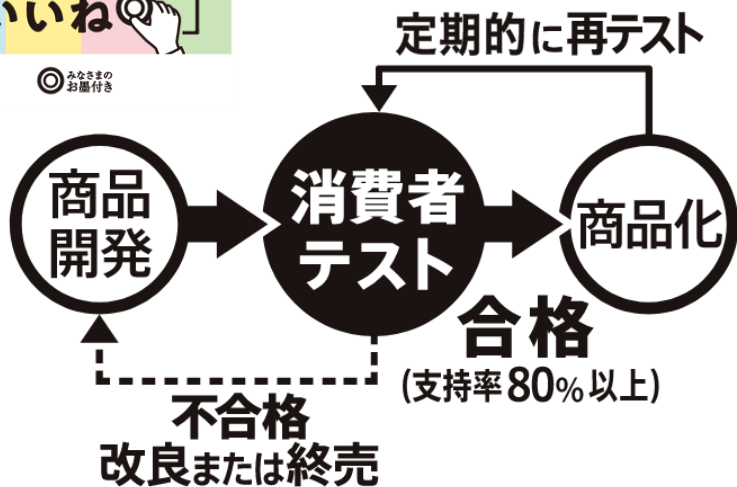 いいね
みなさまの
お墨付き
定期的に再テスト
商品
開発
消費者
テスト
商品化
合格
(支持率80%以上)
不合格
改良または終売